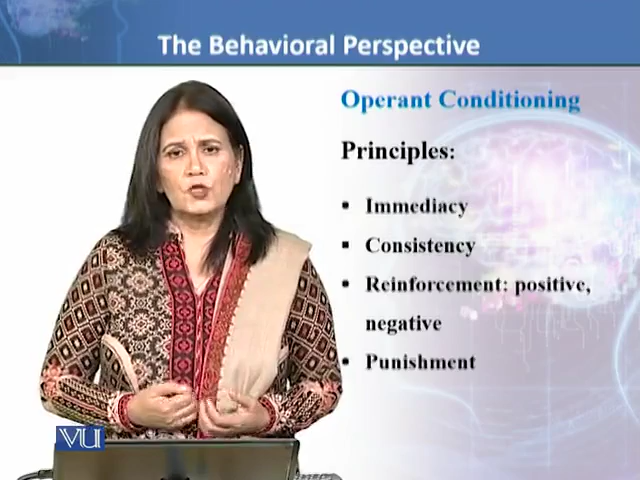 The Behavioral Perspective
Operant Conditioning
Principles:
▪ Immediacy
▪ Consistency
▪ Reinforcement: positive,
negative
▪ Punishment
VU